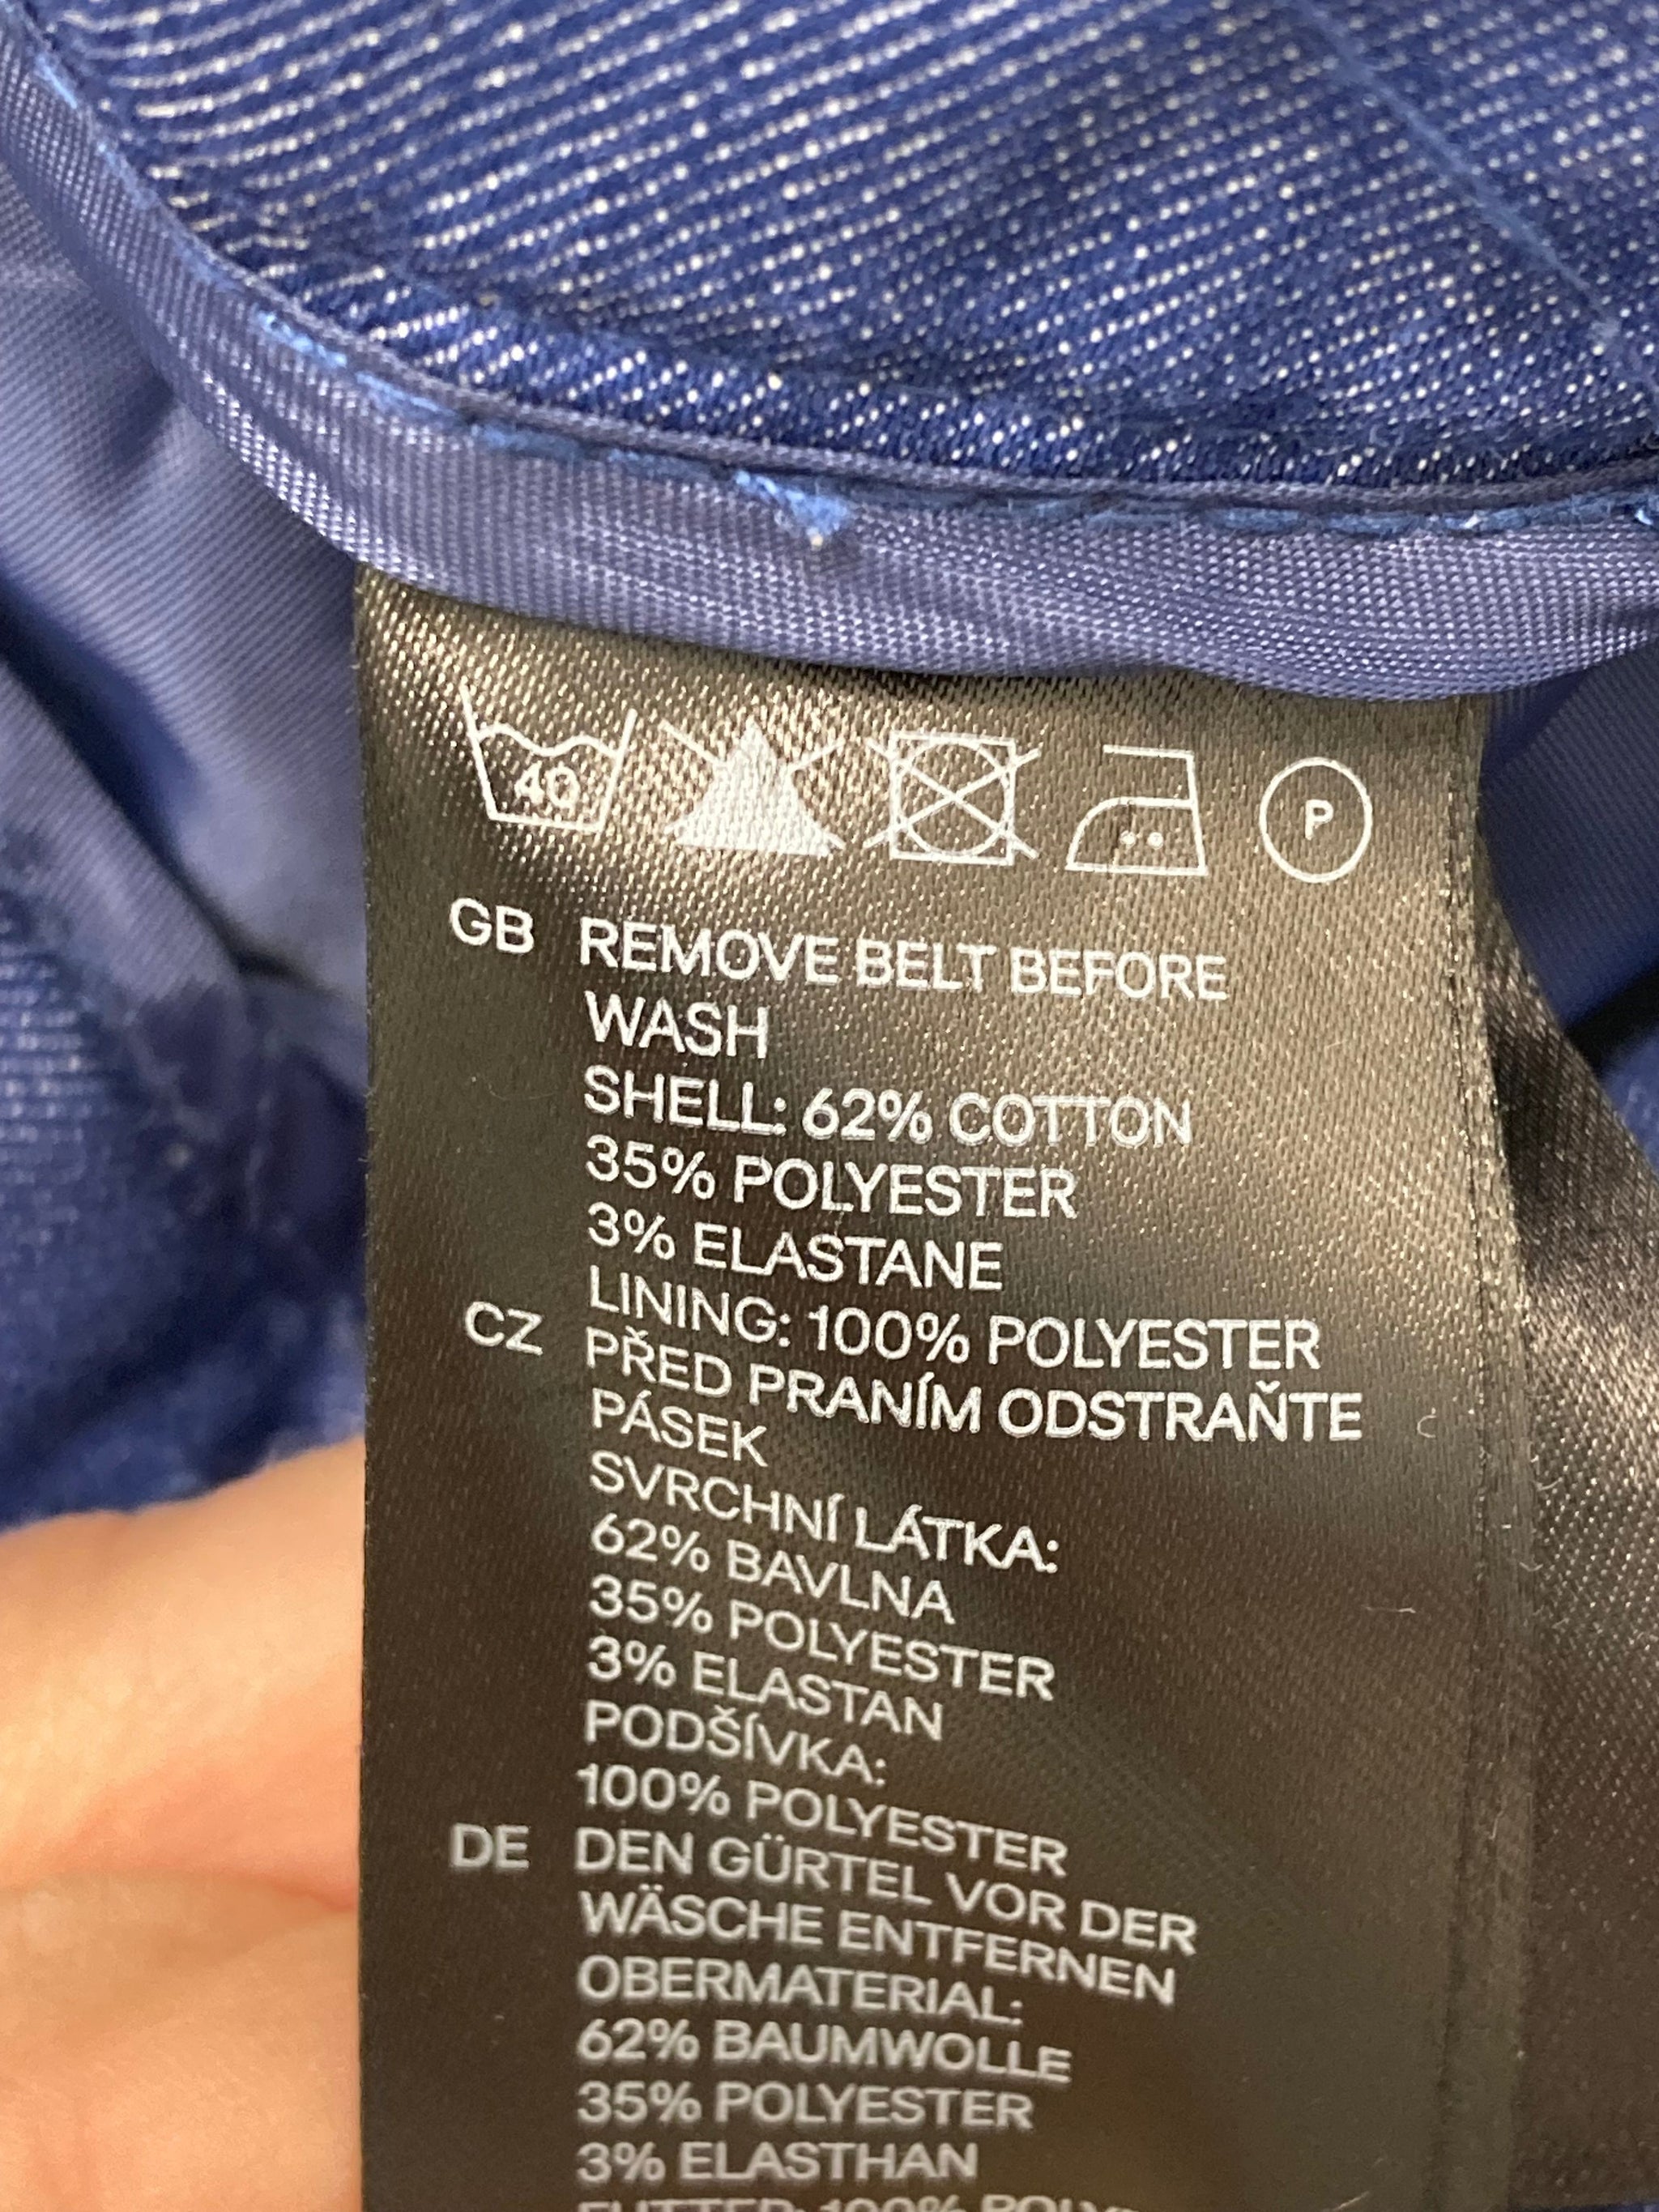 40 P
GB REMOVE BELT BEFORE
WASH
SHELL: 62% COTTON
35% POLYESTER
3% ELASTANE
LINING: 100% POLYESTER
CZ PŘED PRANÍM ODSTRAŇTE
PÁSEK
SVRCHNÍ LÁTKA:
62% BAVLNA
35% POLYESTER
3% ELASTAN
PODŠÍVKA:
100% POLYESTER
DE DEN GÜRTEL VOR DER
WÄSCHE ENTFERNEN
OBERMATERIAL:
62% BAUMWOLLE
35% POLYESTER
3% ELASTHAN